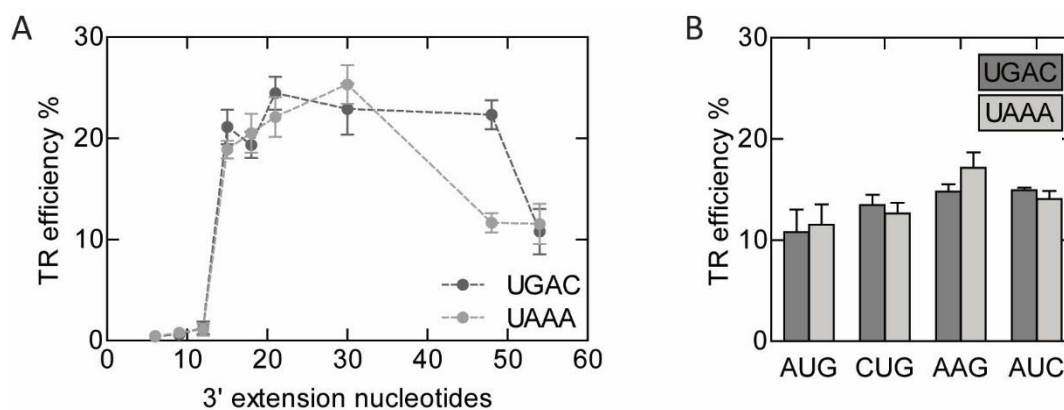 A
TR efficiency %
30
20
10
0
0 10 20 30 40 50 60
3' extension nucleotides
UGAC
UAAA
B
TR efficiency %
30
20
10
0
UGAC
UAAA
AUG CUG AAG AUC